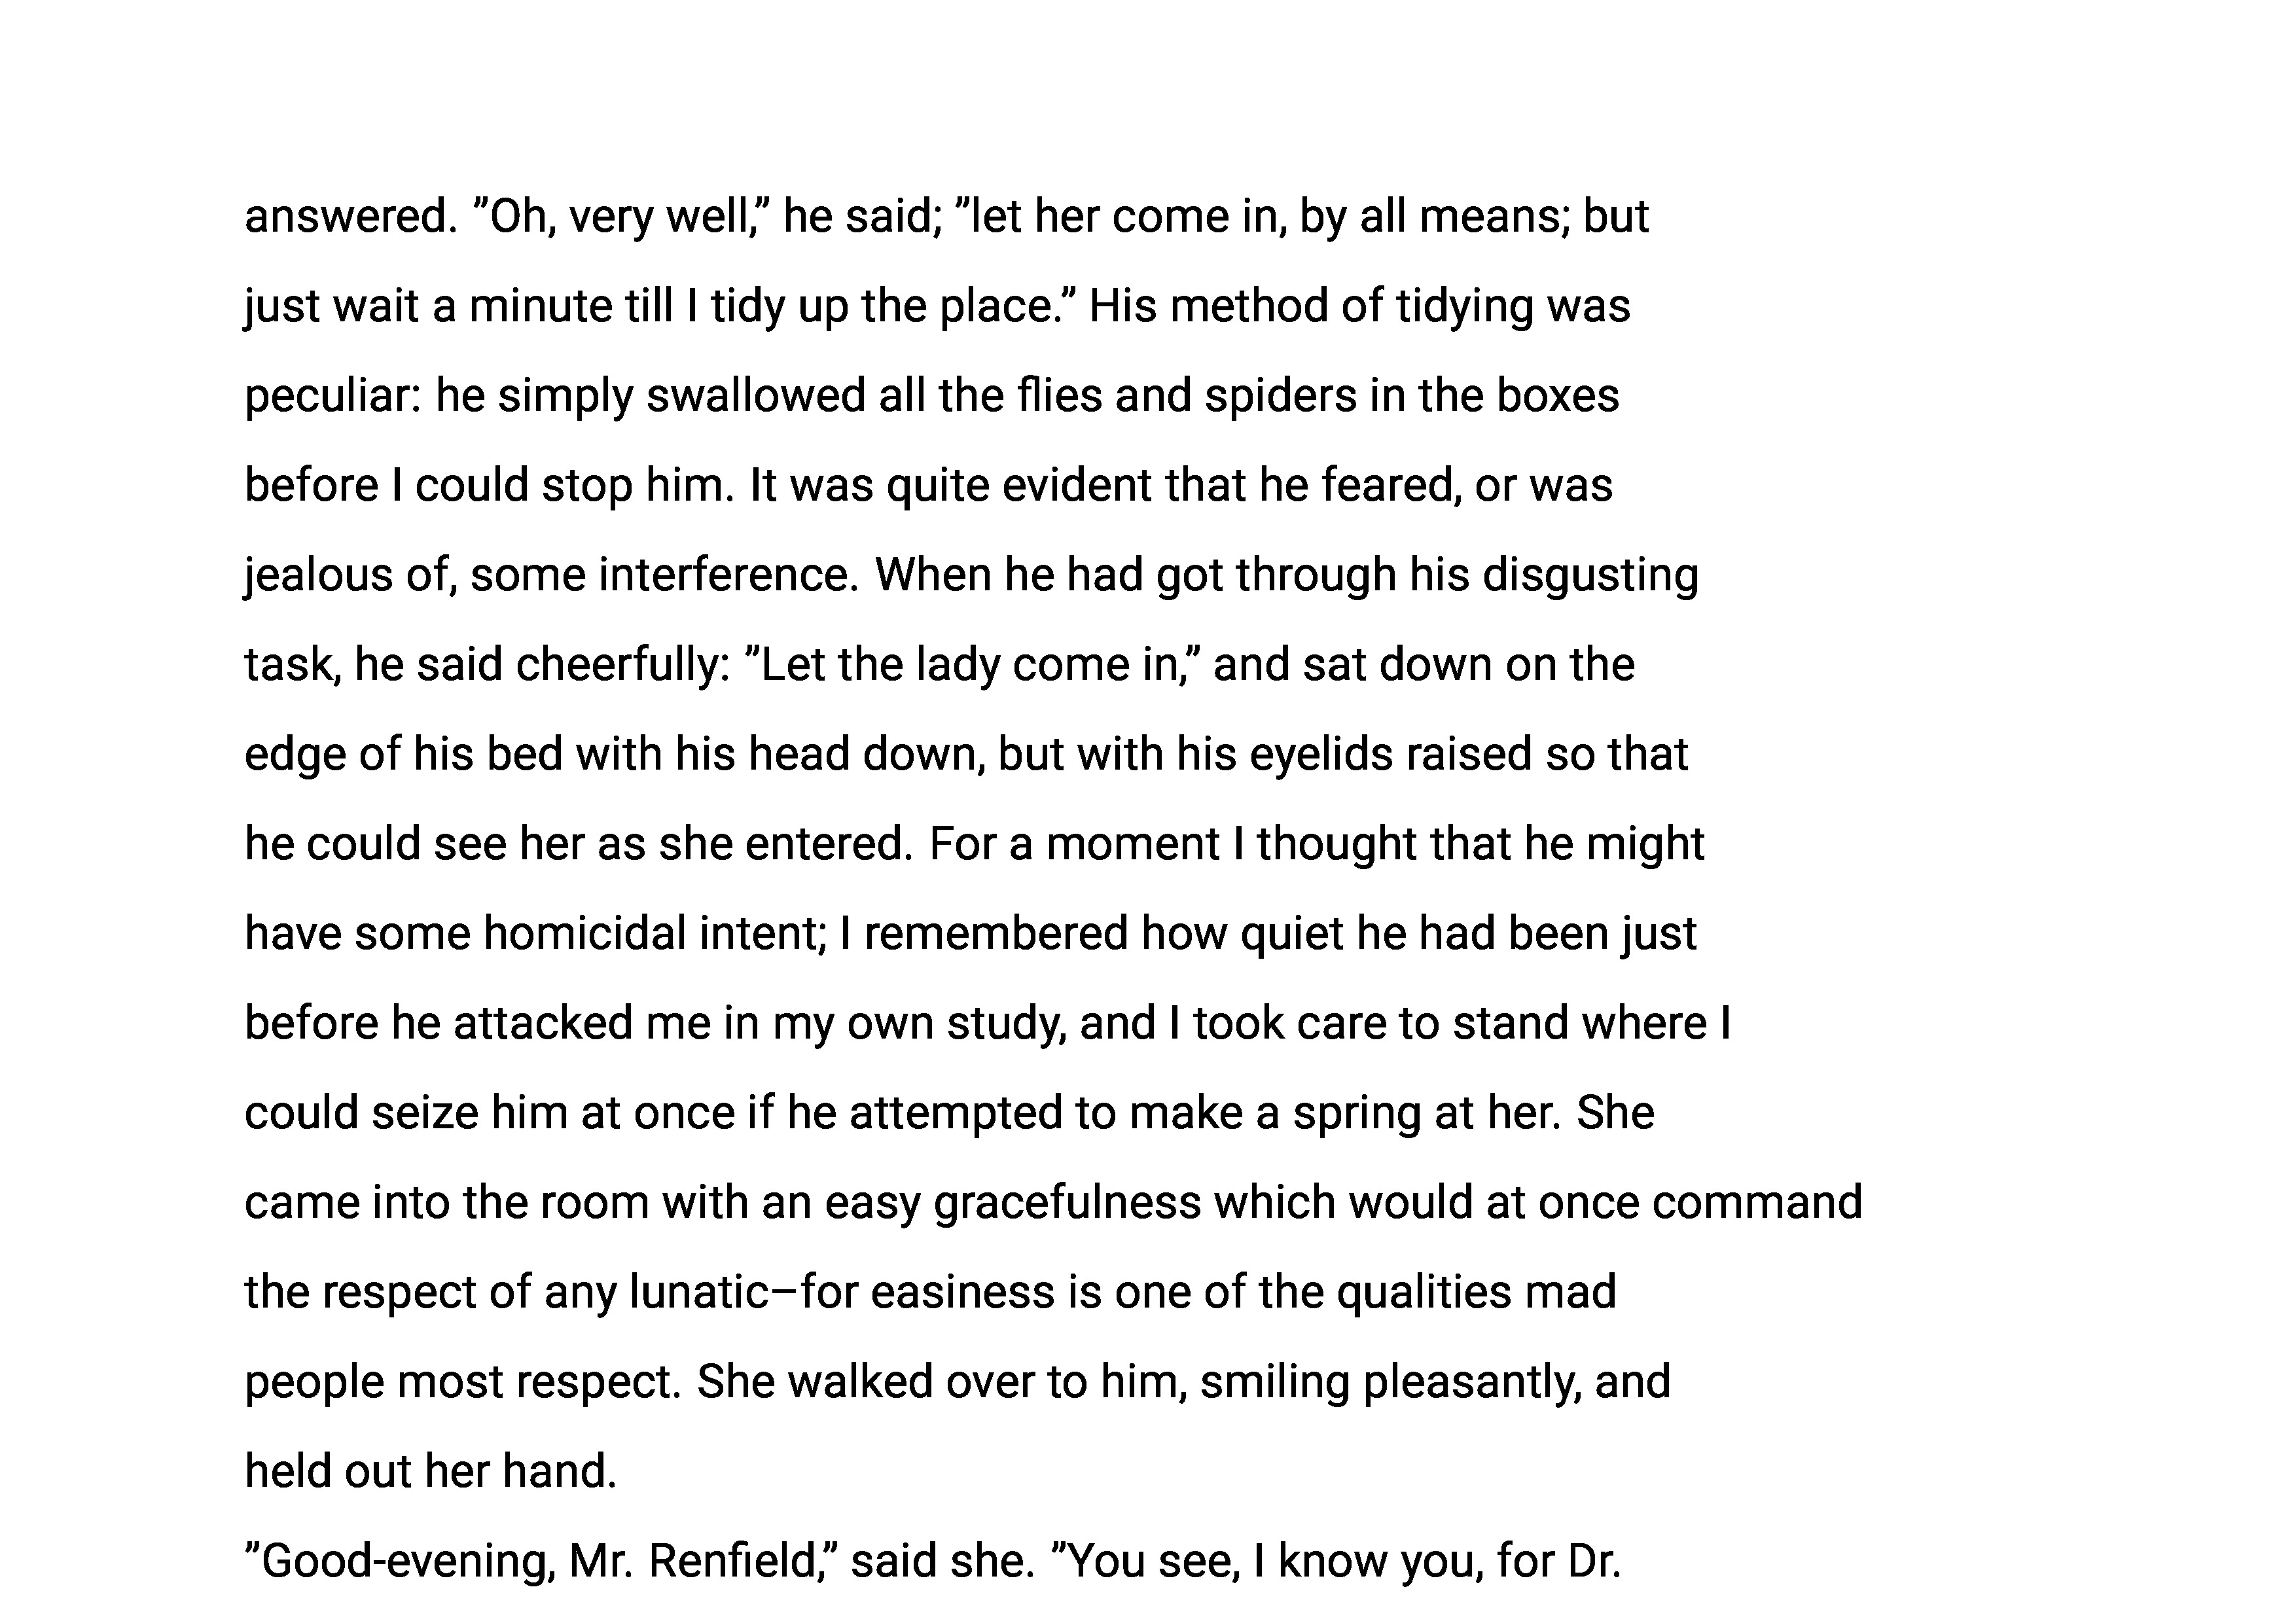 answered. ”Oh, very well,” he said; ”let her come in, by all means; but
just wait a minute till I tidy up the place.” His method of tidying was
peculiar: he simply swallowed all the flies and spiders in the boxes
before I could stop him. It was quite evident that he feared, or was
jealous of, some interference. When he had got through his disgusting
task, he said cheerfully: ”Let the lady come in,” and sat down on the
edge of his bed with his head down, but with his eyelids raised so that
he could see her as she entered. For a moment I thought that he might
have some homicidal intent; I remembered how quiet he had been just
before he attacked me in my own study, and I took care to stand where I
could seize him at once if he attempted to make a spring at her. She
came into the room with an easy gracefulness which would at once command
the respect of any lunatic–for easiness is one of the qualities mad
people most respect. She walked over to him, smiling pleasantly, and
held out her hand.
”Good-evening, Mr. Renfield,” said she. ”You see, I know you, for Dr.